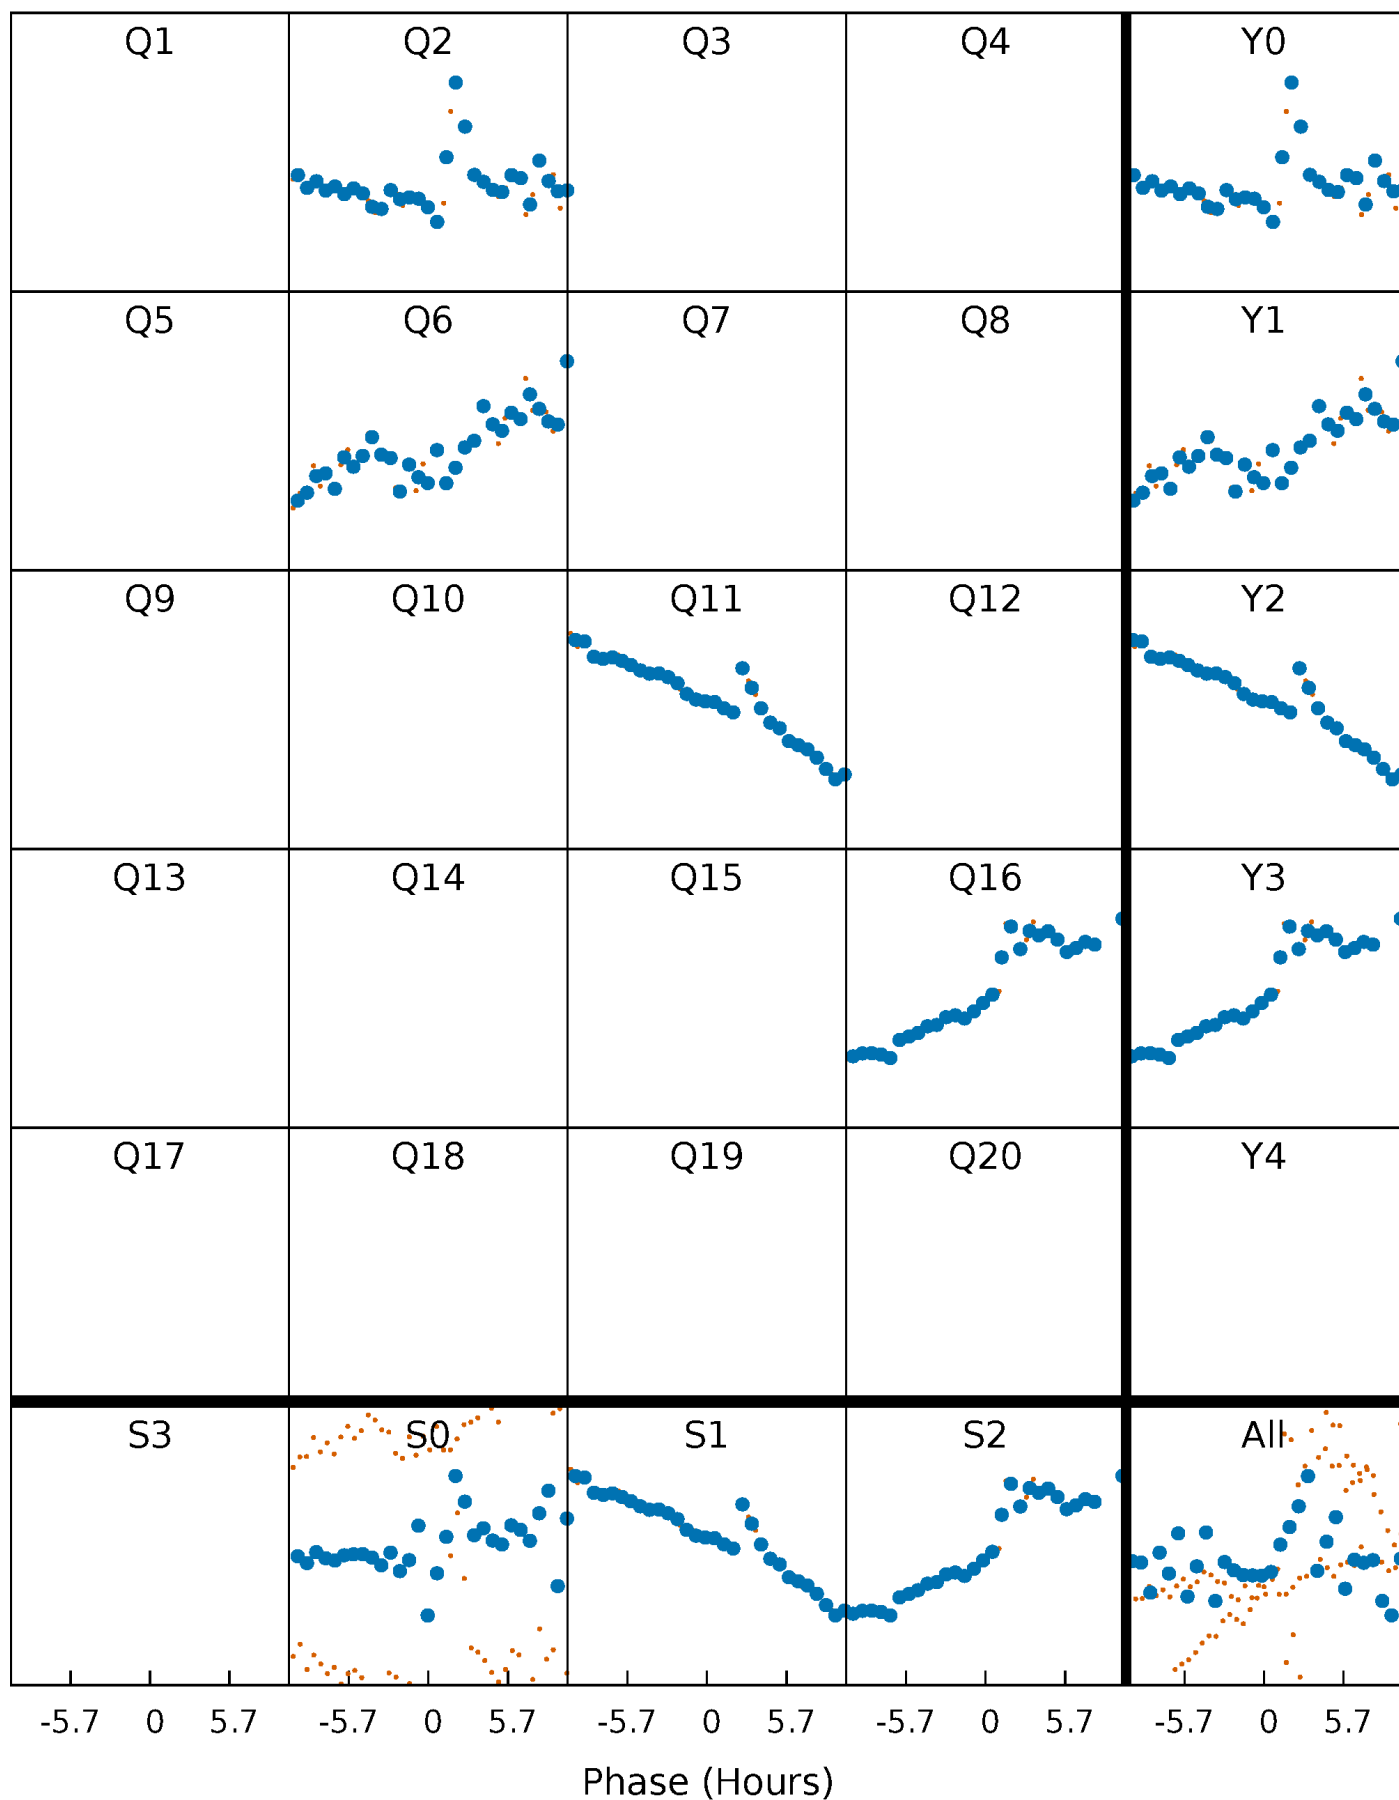 Q1 Q2 Q3 Q4 Y0
Q5 Q6 Q7 Q8 Y1
Q9 Q10 Q11 Q12 Y2
Q13 Q14 Q15 Q16 Y3
Q17 Q18 Q19 Q20 Y4
S3 S0 S1 S2 All
-5.7 0 5.7 -5.7 0 5.7 -5.7 0 5.7 -5.7 0 5.7 -5.7 0 5.7
Phase (Hours)